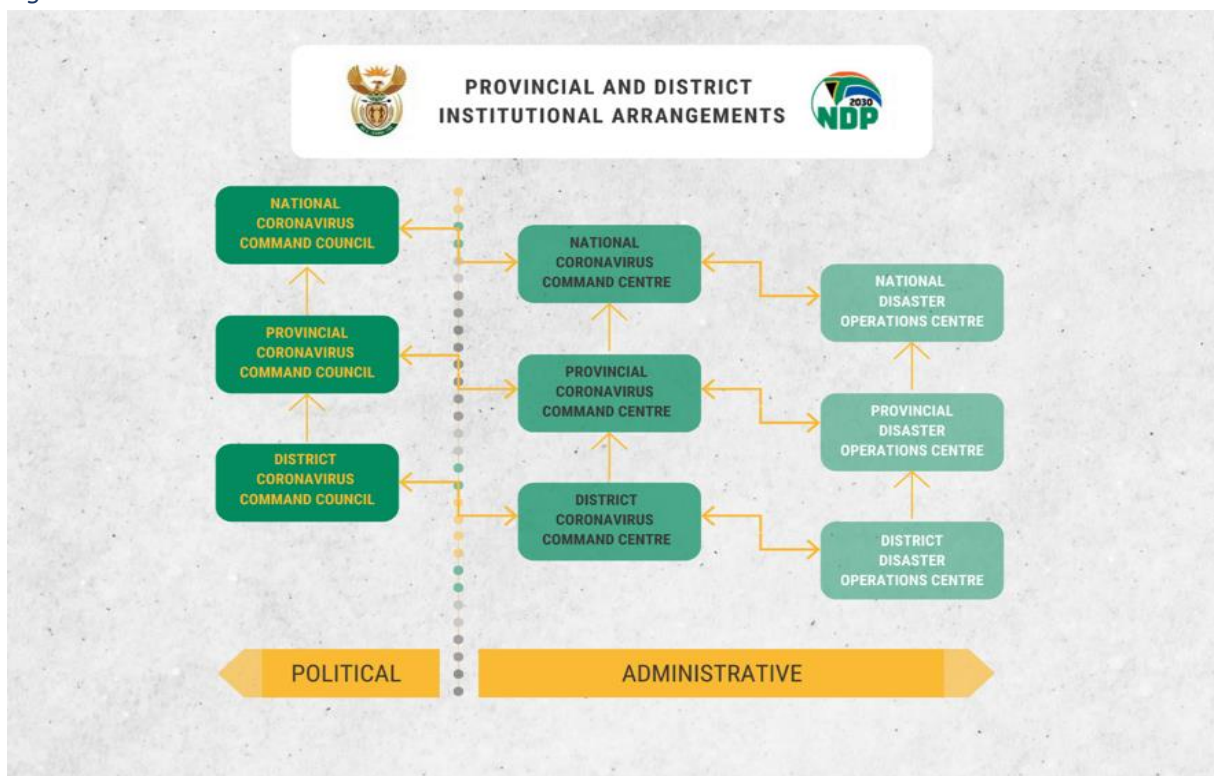 PROVINCIAL AND DISTRICT
INSTITUTIONAL ARRANGEMENTS
2030
NDP
NATIONAL
CORONAVIRUS
COMMAND COUNCIL
NATIONAL
CORONAVIRUS
COMMAND CENTRE
NATIONAL
DISASTER
OPERATIONS CENTRE
PROVINCIAL
CORONAVIRUS
COMMAND COUNCIL
PROVINCIAL
CORONAVIRUS
COMMAND CENTRE
PROVINCIAL
DISASTER
OPERATIONS CENTRE
DISTRICT
CORONAVIRUS
COMMAND COUNCIL
DISTRICT
CORONAVIRUS
COMMAND CENTRE
DISTRICT
DISASTER
OPERATIONS CENTRE
POLITICAL
ADMINISTRATIVE